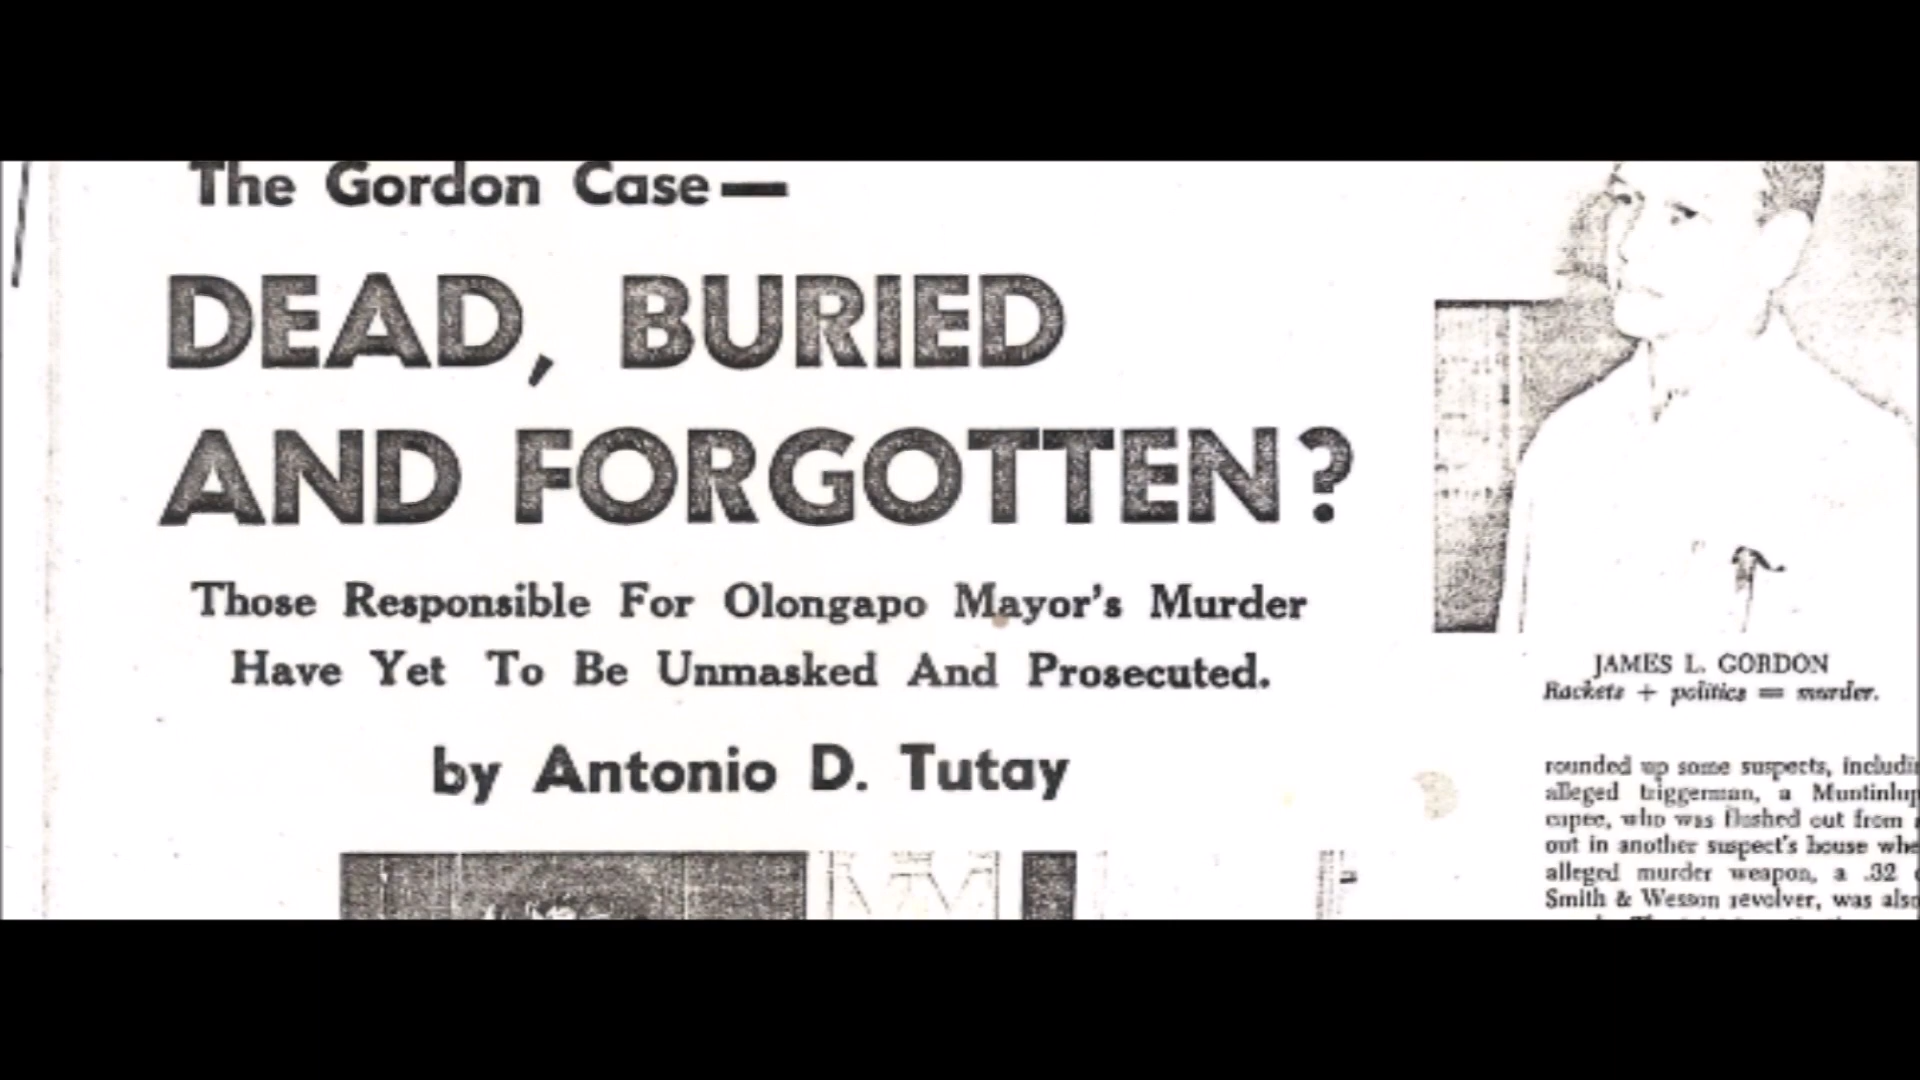 The Gordon Case—
DEAD, BURIED
AND FORGOTTEN?
Those Responsible For Olongapo Mayor's Murder
Have Yet To Be Unmasked And Prosecuted.
by Antonio D. Tutay
JAMES L. GORDON
Rackets + politics = murder.
rounded up some suspects, includi
alleged triggerman, a Muntinlup
capee, who was flushed out from
out in another suspect's house whe
alleged murder weapon, a .32
Smith & Wesson revolver, was also